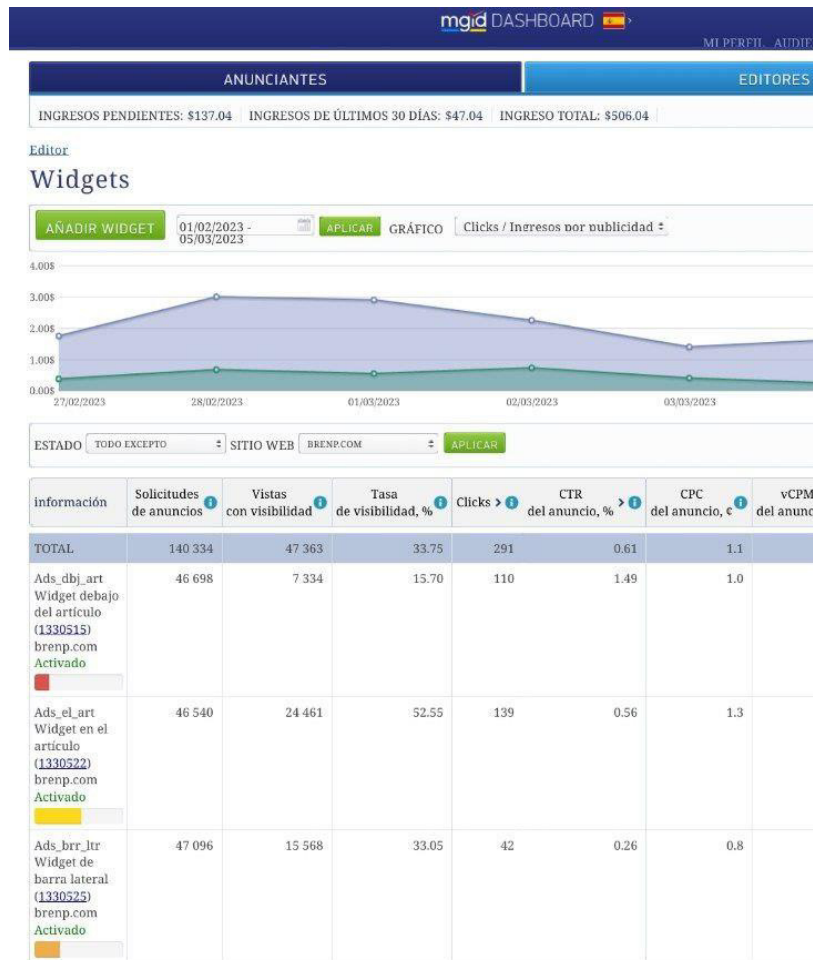 mgid DASHBOARD
MI PERFIL AUDIE
ANUNCIANTES
EDITORES
INGRESOS PENDIENTES: $137.04 INGRESOS DE ÚLTIMOS 30 DÍAS: $47.04 INGRESO TOTAL: $506.04
Editor
Widgets
AÑADIR WIDGET
01/02/2023 -
05/03/2023
APLICAR
GRÁFICO
Clicks / Ingresos por publicidad
4.00$
3.00$
2.00$
1.00$
0.00$
27/02/2023 28/02/2023 01/03/2023 02/03/2023 03/03/2023
ESTADO TODO EXCEPTO SITIO WEB BRENP.COM APLICAR
información
Solicitudes
de anuncios
Vistas
con visibilidad
Tasa
de visibilidad, %
Clicks >
CTR
del anuncio, %
>
CPC
del anuncio, ¢
vCPM
del anunc
TOTAL 140 334 47 363 33.75 291 0.61 1.1
Ads_dbj_art 46 698 7 334 15.70 110 1.49 1.0
Widget debajo
del artículo
(1330515)
brenp.com
Activado
Ads_el_art 46 540 24 461 52.55 139 0.56 1.3
Widget en el
artículo
(1330522)
brenp.com
Activado
Ads_brr_ltr 47 096 15 568 33.05 42 0.26 0.8
Widget de
barra lateral
(1330525)
brenp.com
Activado